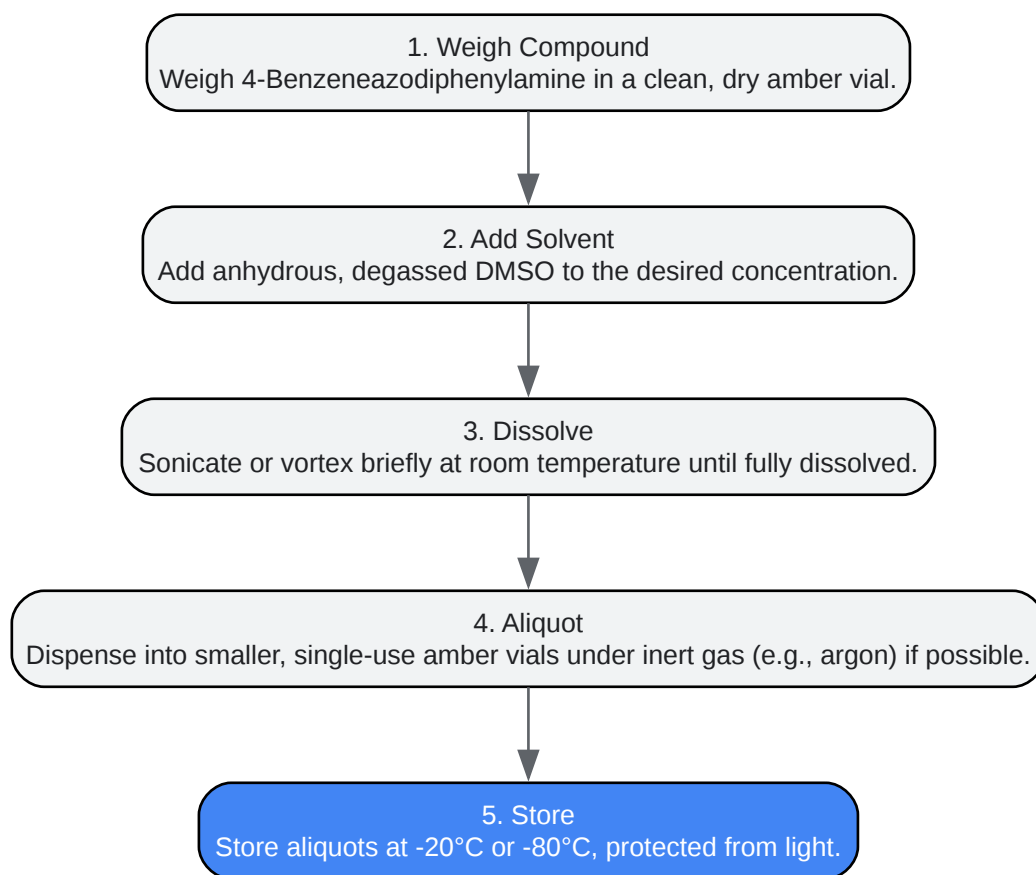 1. Weigh Compound
Weigh 4-Benzeneazodiphenylamine in a clean, dry amber vial.
2. Add Solvent
Add anhydrous, degassed DMSO to the desired concentration.
3. Dissolve
Sonicate or vortex briefly at room temperature until fully dissolved.
4. Aliquot
Dispense into smaller, single-use amber vials under inert gas (e.g., argon) if possible.
5. Store
Store aliquots at -20°C or -80°C, protected from light.